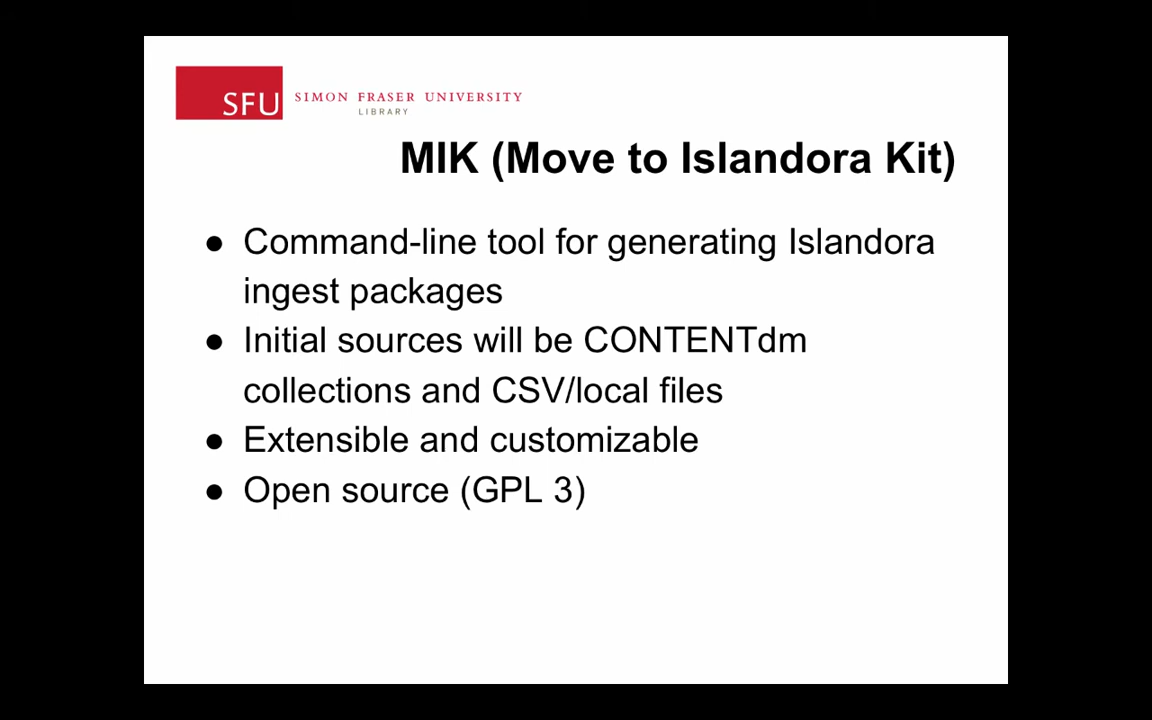 SFU SIMON FRASER UNIVERSITY
LIBRARY
MIK (Move to Islandora Kit)
● Command-line tool for generating Islandora
ingest packages
● Initial sources will be CONTENTdm
collections and CSV/local files
● Extensible and customizable
● Open source (GPL 3)